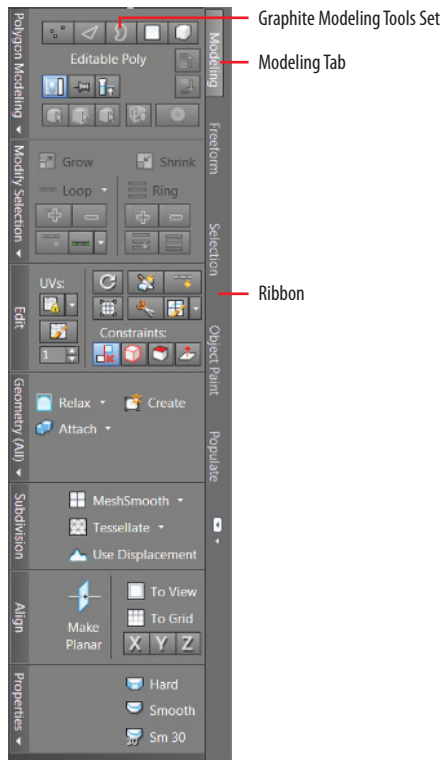 Graphite Modeling Tools Set
Modeling Tab
Ribbon
Modeling
Freeform
Selection
Object Paint
Populate
Polygon Modeling
Editable Poly
Modify Selection
Grow
Shrink
Loop
Ring
Edit
UVs:
1
Constraints:
Geometry (All)
Relax
Create
Attach
Subdivision
MeshSmooth
Tessellate
Use Displacement
Align
Make
Planar
To View
To Grid
X Y Z
Properties
Hard
Smooth
Sm 30